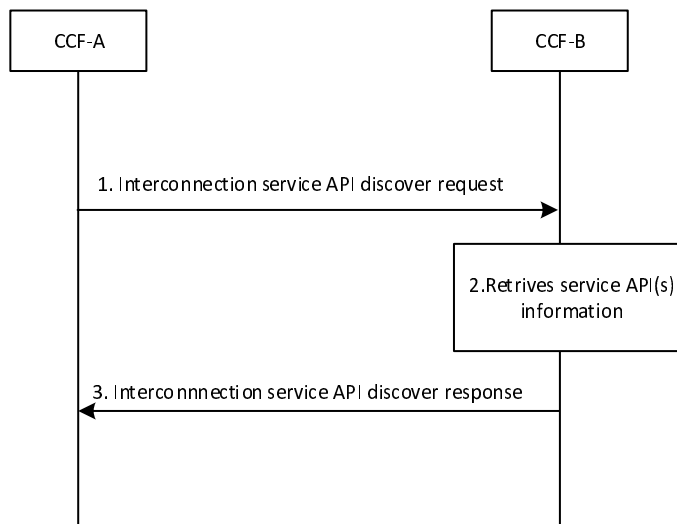 CCF-A
CCF-B
1. Interconnection service API discover request
2.Retrives service API(s)
information
3. Interconnnection service API discover response